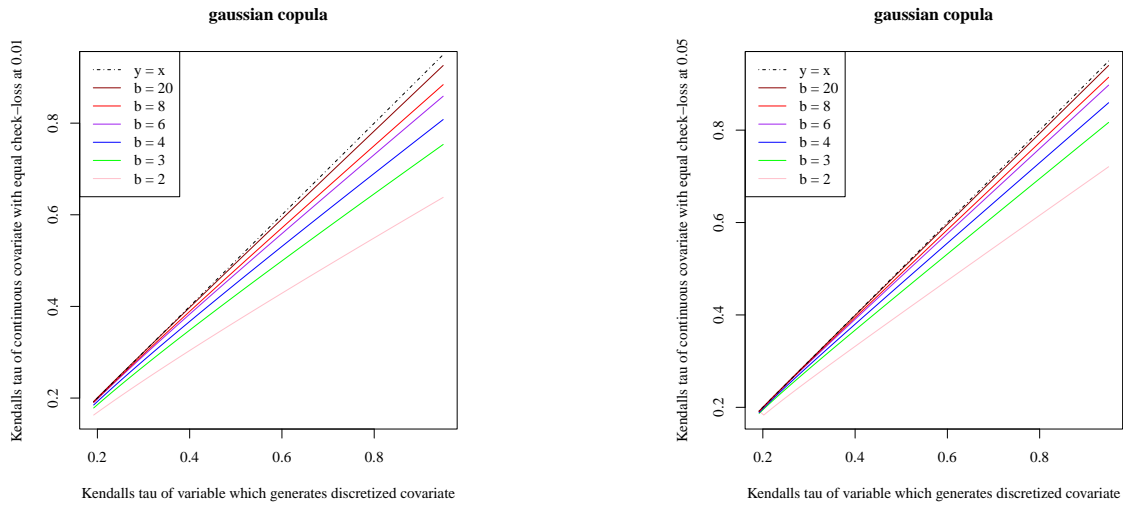 gaussian copula
Kendalls tau of continuous covariate with equal check−loss at 0.01
0.2
0.4
0.6
0.8
y = x
b = 20
b = 8
b = 6
b = 4
b = 3
b = 2
0.2
0.4
0.6
0.8
Kendalls tau of variable which generates discretized covariate
gaussian copula
Kendalls tau of continuous covariate with equal check−loss at 0.05
0.2
0.4
0.6
0.8
y = x
b = 20
b = 8
b = 6
b = 4
b = 3
b = 2
0.2
0.4
0.6
0.8
Kendalls tau of variable which generates discretized covariate